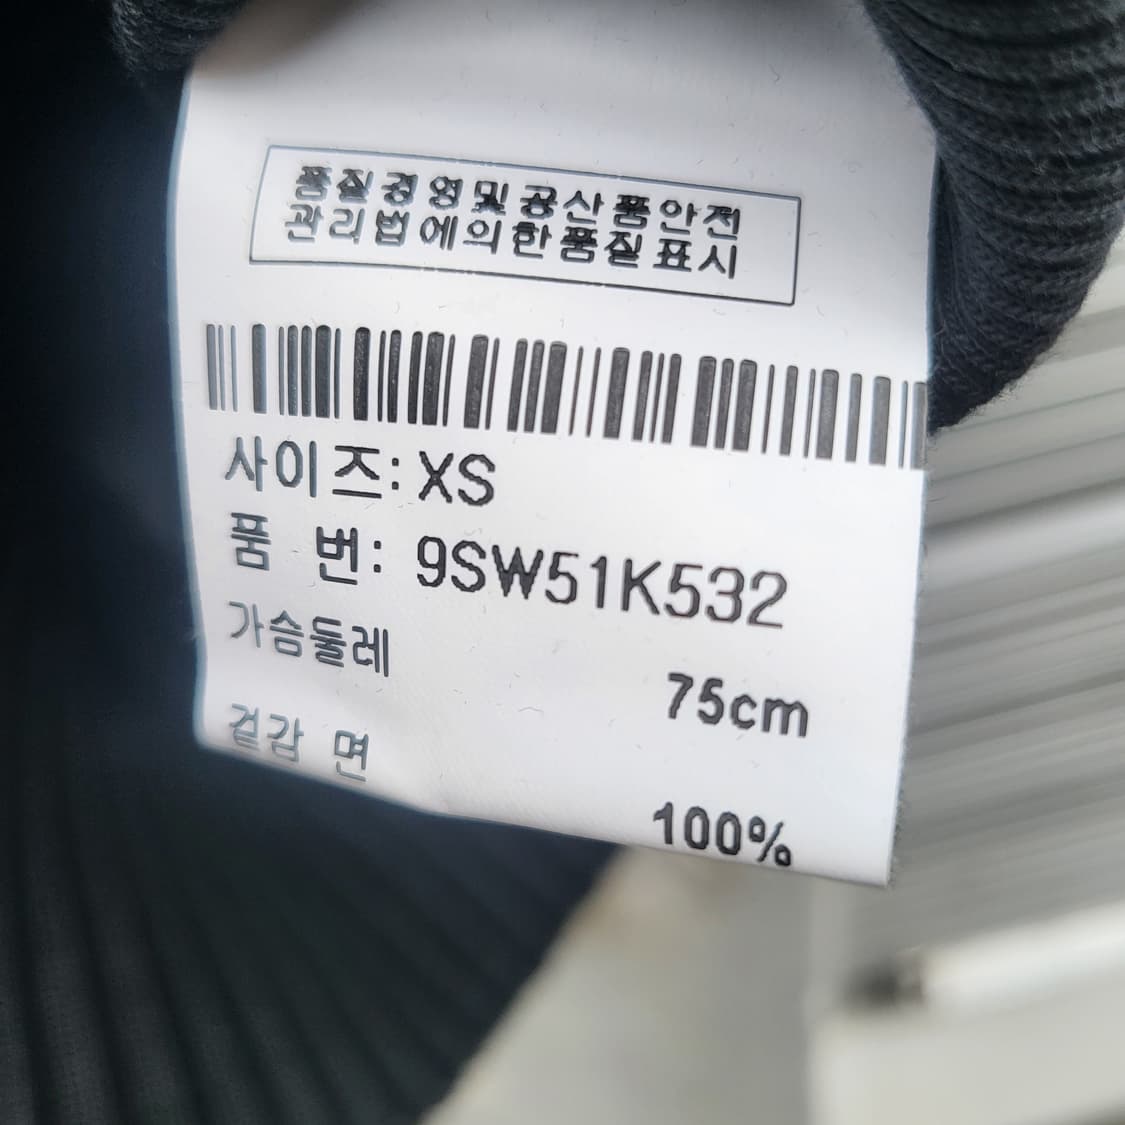 품질경영및공산품안전
관리법에의한품질표시
사이즈: XS
품 번: 9SW51K532
가슴둘레 75cm
겉감 면 100%